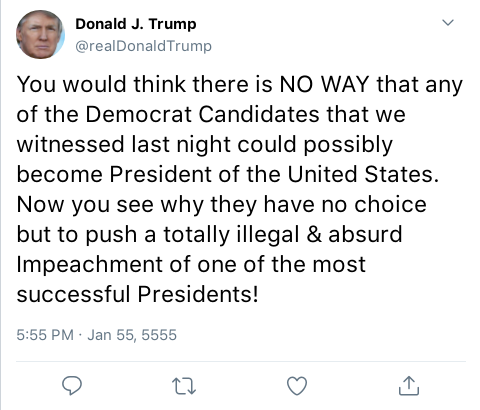 Donald J. Trump
@realDonaldTrump
You would think there is NO WAY that any
of the Democrat Candidates that we
witnessed last night could possibly
become President of the United States.
Now you see why they have no choice
but to push a totally illegal & absurd
Impeachment of one of the most
successful Presidents!
5:55 PM · Jan 55, 5555